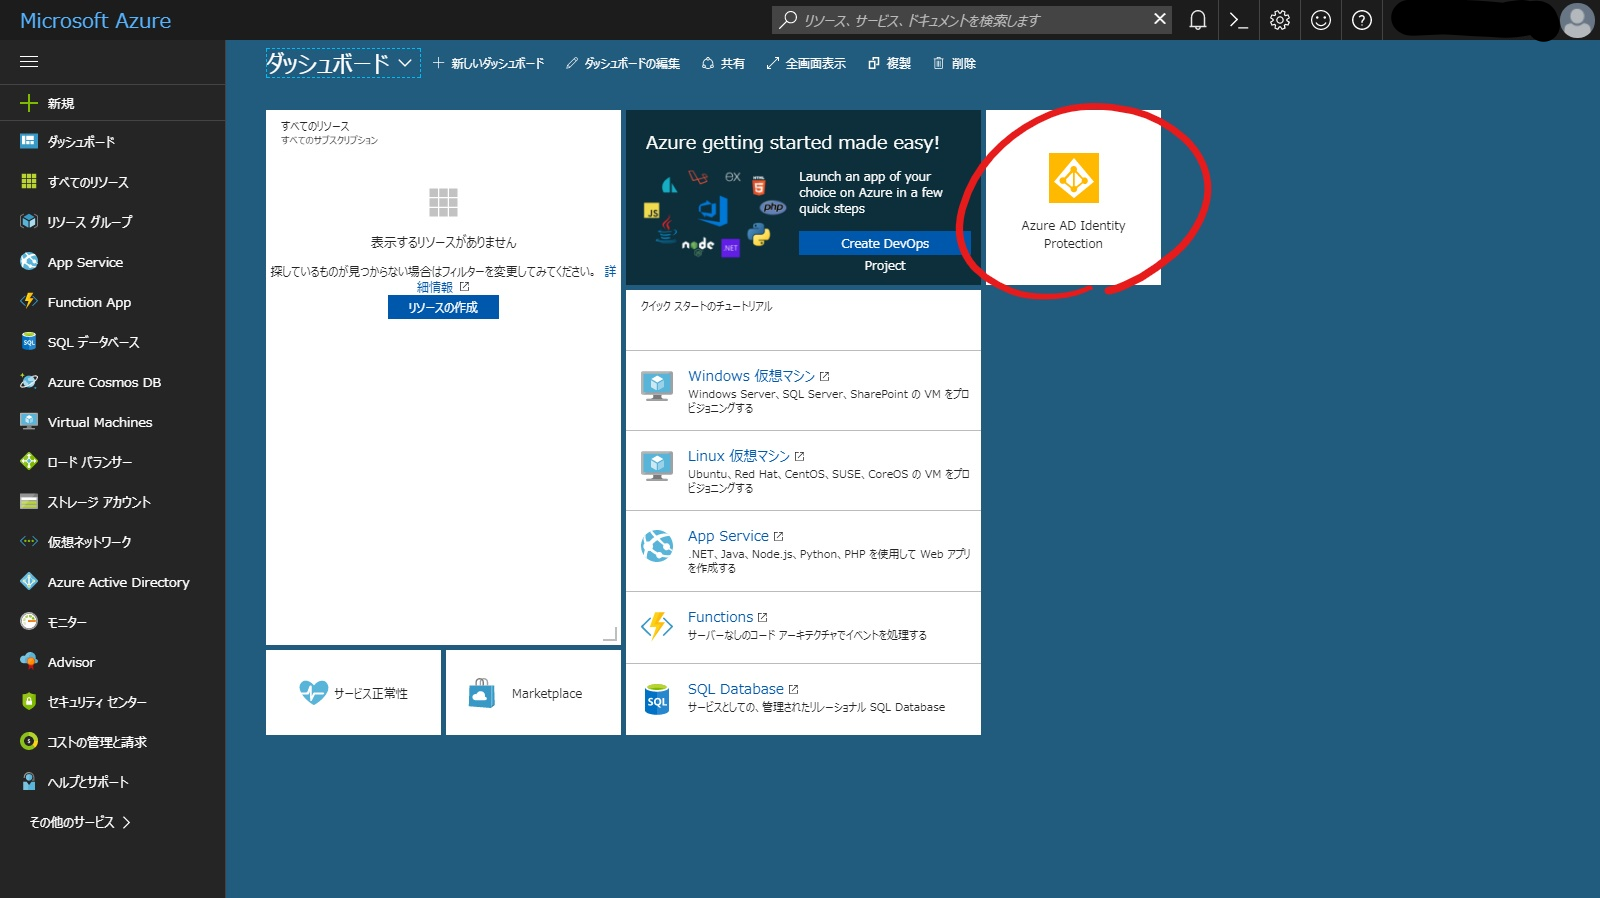 Microsoft Azure
リソース、サービス、ドキュメントを検索します
新規
ダッシュボード
すべてのリソース
リソース グループ
App Service
Function App
SQL データベース
Azure Cosmos DB
Virtual Machines
ロード バランサー
ストレージ アカウント
仮想ネットワーク
Azure Active Directory
モニター
Advisor
セキュリティ センター
コストの管理と請求
ヘルプとサポート
その他のサービス
ダッシュボード
新しいダッシュボード
ダッシュボードの編集
共有
全画面表示
複製
削除
すべてのリソース
すべてのサブスクリプション
表示するリソースがありません
探しているものが見つからない場合はフィルターを変更してみてください。 詳
細情報
リソースの作成
サービス正常性
Marketplace
Azure getting started made easy!
Launch an app of your
choice on Azure in a few
quick steps
Create DevOps
Project
EX
HTML
5
JS
php
node
.NET
クイック スタートのチュートリアル
Windows 仮想マシン
Windows Server、SQL Server、SharePoint の VM をプロ
ビジョニングする
Linux 仮想マシン
Ubuntu、Red Hat、CentOS、SUSE、CoreOS の VM をプロ
ビジョニングする
App Service
.NET、Java、Node.js、Python、PHP を使用して Web アプリ
を作成する
Functions
サーバーなしのコード アーキテクチャでイベントを処理する
SQL
SQL Database
サービスとしての、管理されたリレーショナル SQL Database
Azure AD Identity
Protection